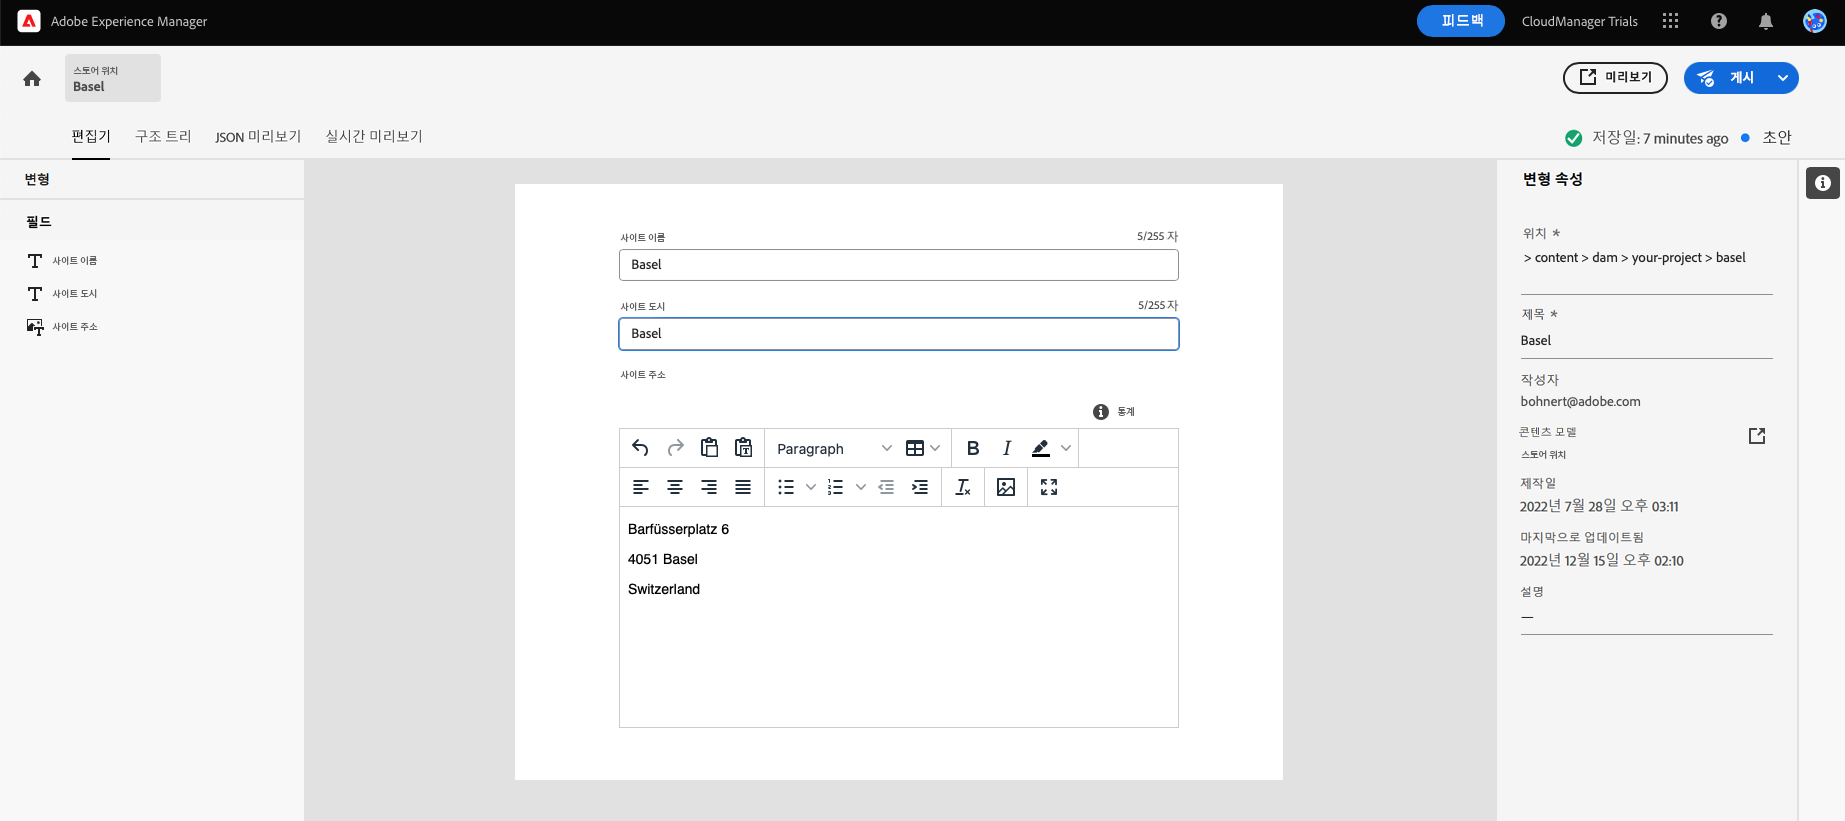 Adobe Experience Manager
피드백
CloudManager Trials
스토어 위치
Basel
미리보기
게시
편집기
구조 트리
JSON 미리보기
실시간 미리보기
저장일: 7 minutes ago
초안
변형
필드
사이트 이름
사이트 도시
사이트 주소
사이트 이름
5/255 자
Basel
사이트 도시
5/255 자
Basel
사이트 주소
통계
Paragraph
Barfüsserplatz 6
4051 Basel
Switzerland
변형 속성
위치 *
> content > dam > your-project > basel
제목 *
Basel
작성자
bohnert@adobe.com
콘텐츠 모델
스토어 위치
제작일
2022년 7월 28일 오후 03:11
마지막으로 업데이트됨
2022년 12월 15일 오후 02:10
설명
—